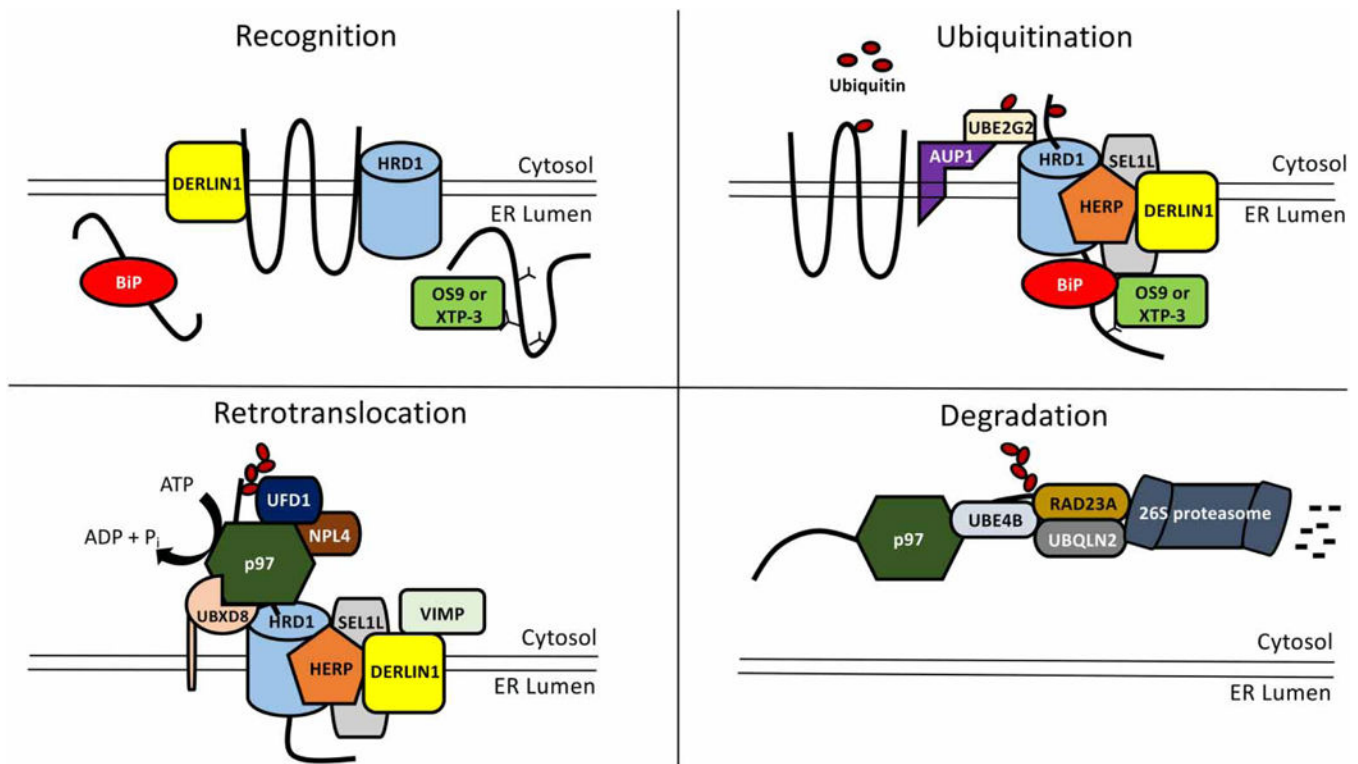 Recognition
HRD1
DERLIN1
Cytosol
ER Lumen
BiP
OS9 or
XTP-3
Ubiquitination
Ubiquitin
UBE2G2
AUP1
HRD1
SEL1L
Cytosol
HERP
DERLIN1
ER Lumen
BiP
OS9 or
XTP-3
Retrotranslocation
ATP
UFD1
ADP + Pi
NPL4
p97
UBXD8
HRD1
SEL1L
VIMP
Cytosol
HERP
DERLIN1
ER Lumen
Degradation
RAD23A
26S proteasome
p97
UBE4B
UBQLN2
Cytosol
ER Lumen